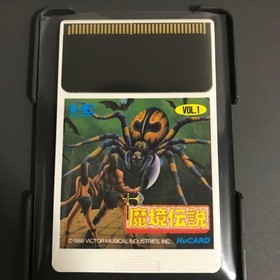 VOL.1
魔境伝説
© 1988 VICTOR MUSICAL INDUSTRIES, INC. HuCARD